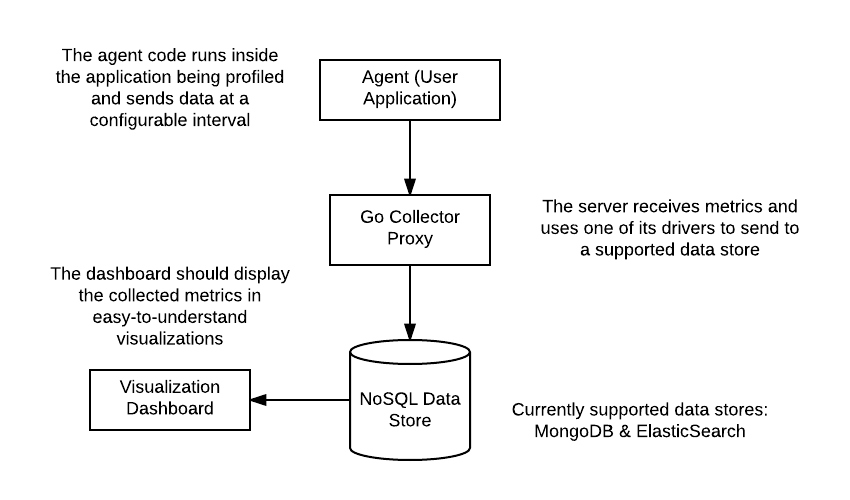 The agent code runs inside
the application being profiled
and sends data at a
configurable interval
Agent (User
Application)
Go Collector
Proxy
The server receives metrics and
uses one of its drivers to send to
a supported data store
The dashboard should display
the collected metrics in
easy-to-understand
visualizations
Visualization
Dashboard
NoSQL Data
Store
Currently supported data stores:
MongoDB & ElasticSearch